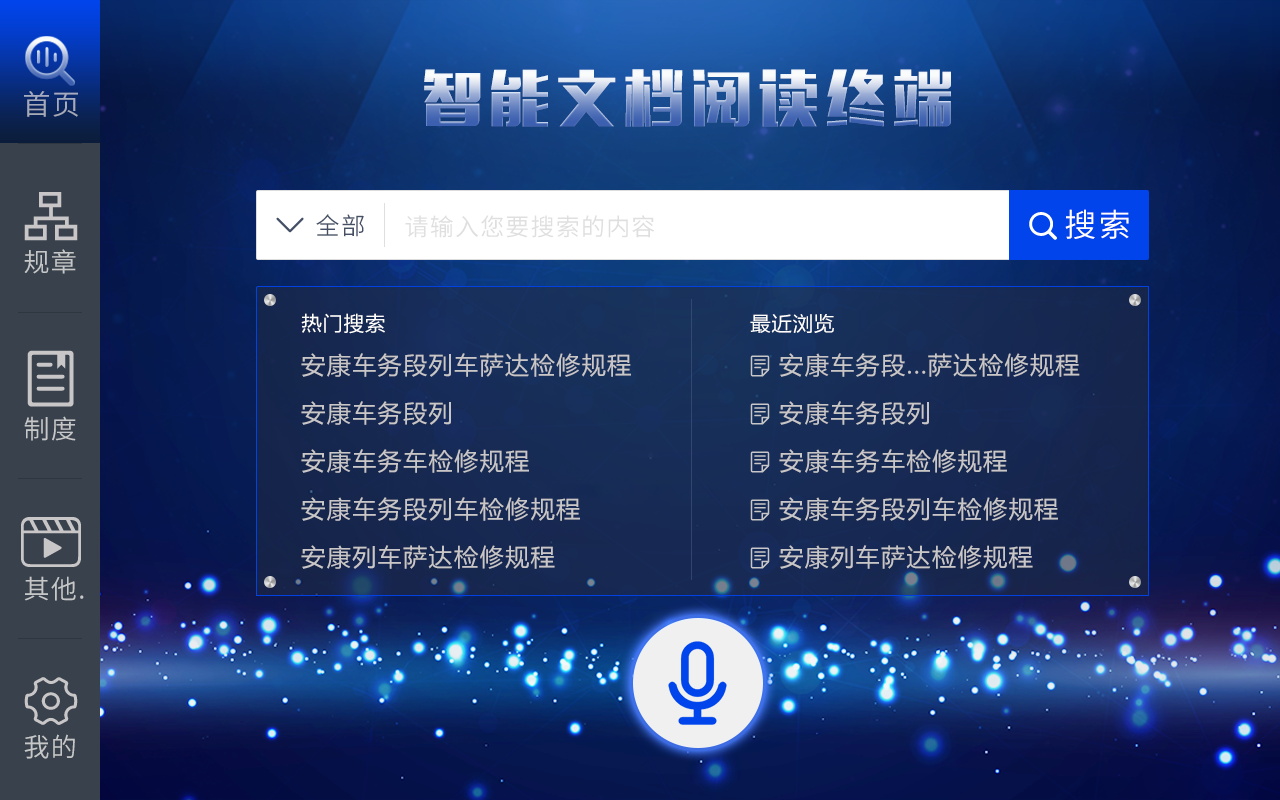 首页
规章
制度
其他.
我的
智能文档阅读终端
全部
请输入您要搜索的内容
搜索
热门搜索
安康车务段列车萨达检修规程
安康车务段列
安康车务车检修规程
安康车务段列车检修规程
安康列车萨达检修规程
最近浏览
安康车务段...萨达检修规程
安康车务段列
安康车务车检修规程
安康车务段列车检修规程
安康列车萨达检修规程